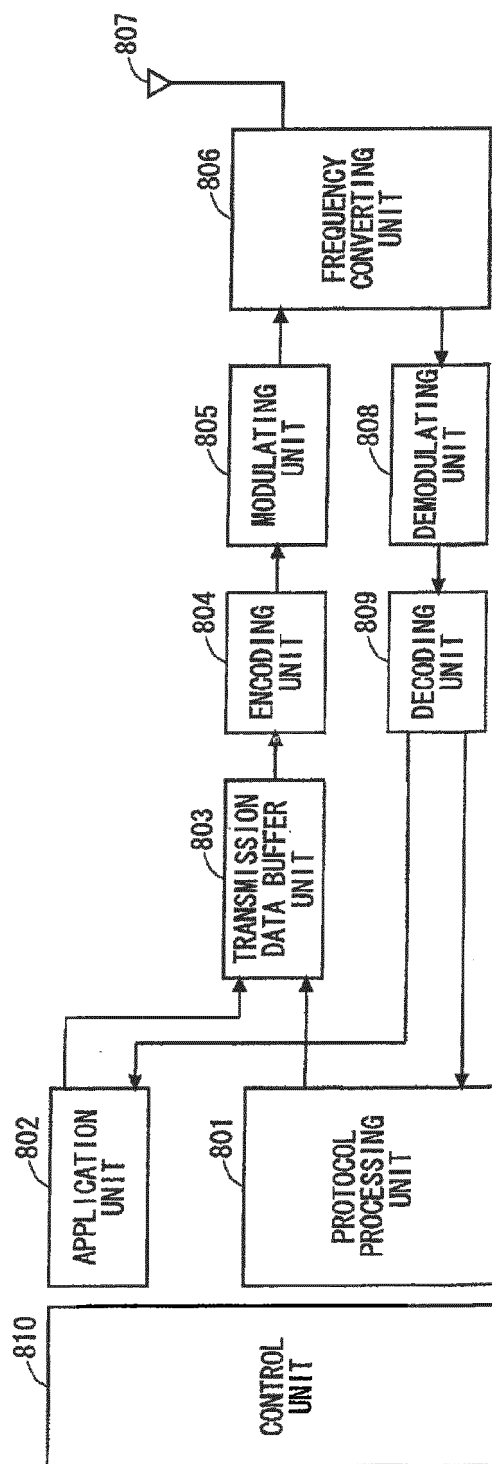 810
CONTROL
UNIT
802
APPLICATION
UNIT
801
PROTOCOL
PROCESSING
UNIT
803
TRANSMISSION
DATA BUFFER
UNIT
804
ENCODING
UNIT
805
MODULATING
UNIT
806
FREQUENCY
CONVERTING
UNIT
807
808
DEMODULATING
UNIT
809
DECODING
UNIT